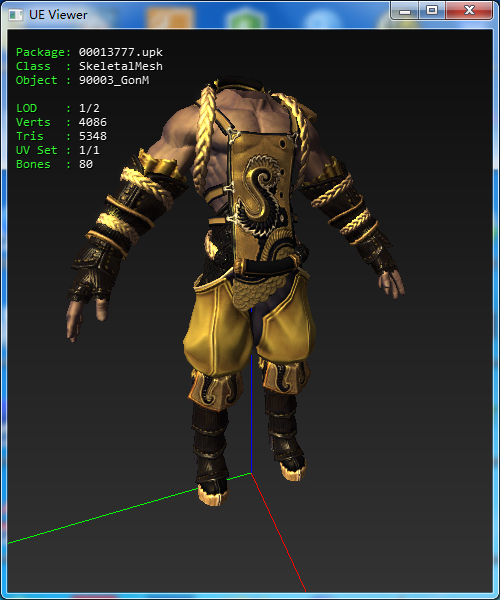 UE Viewer
Package: 00013777.upk
Class : SkeletalMesh
Object : 90003_GonM
LOD : 1/2
Verts : 4086
Tris : 5348
UV Set : 1/1
Bones : 80